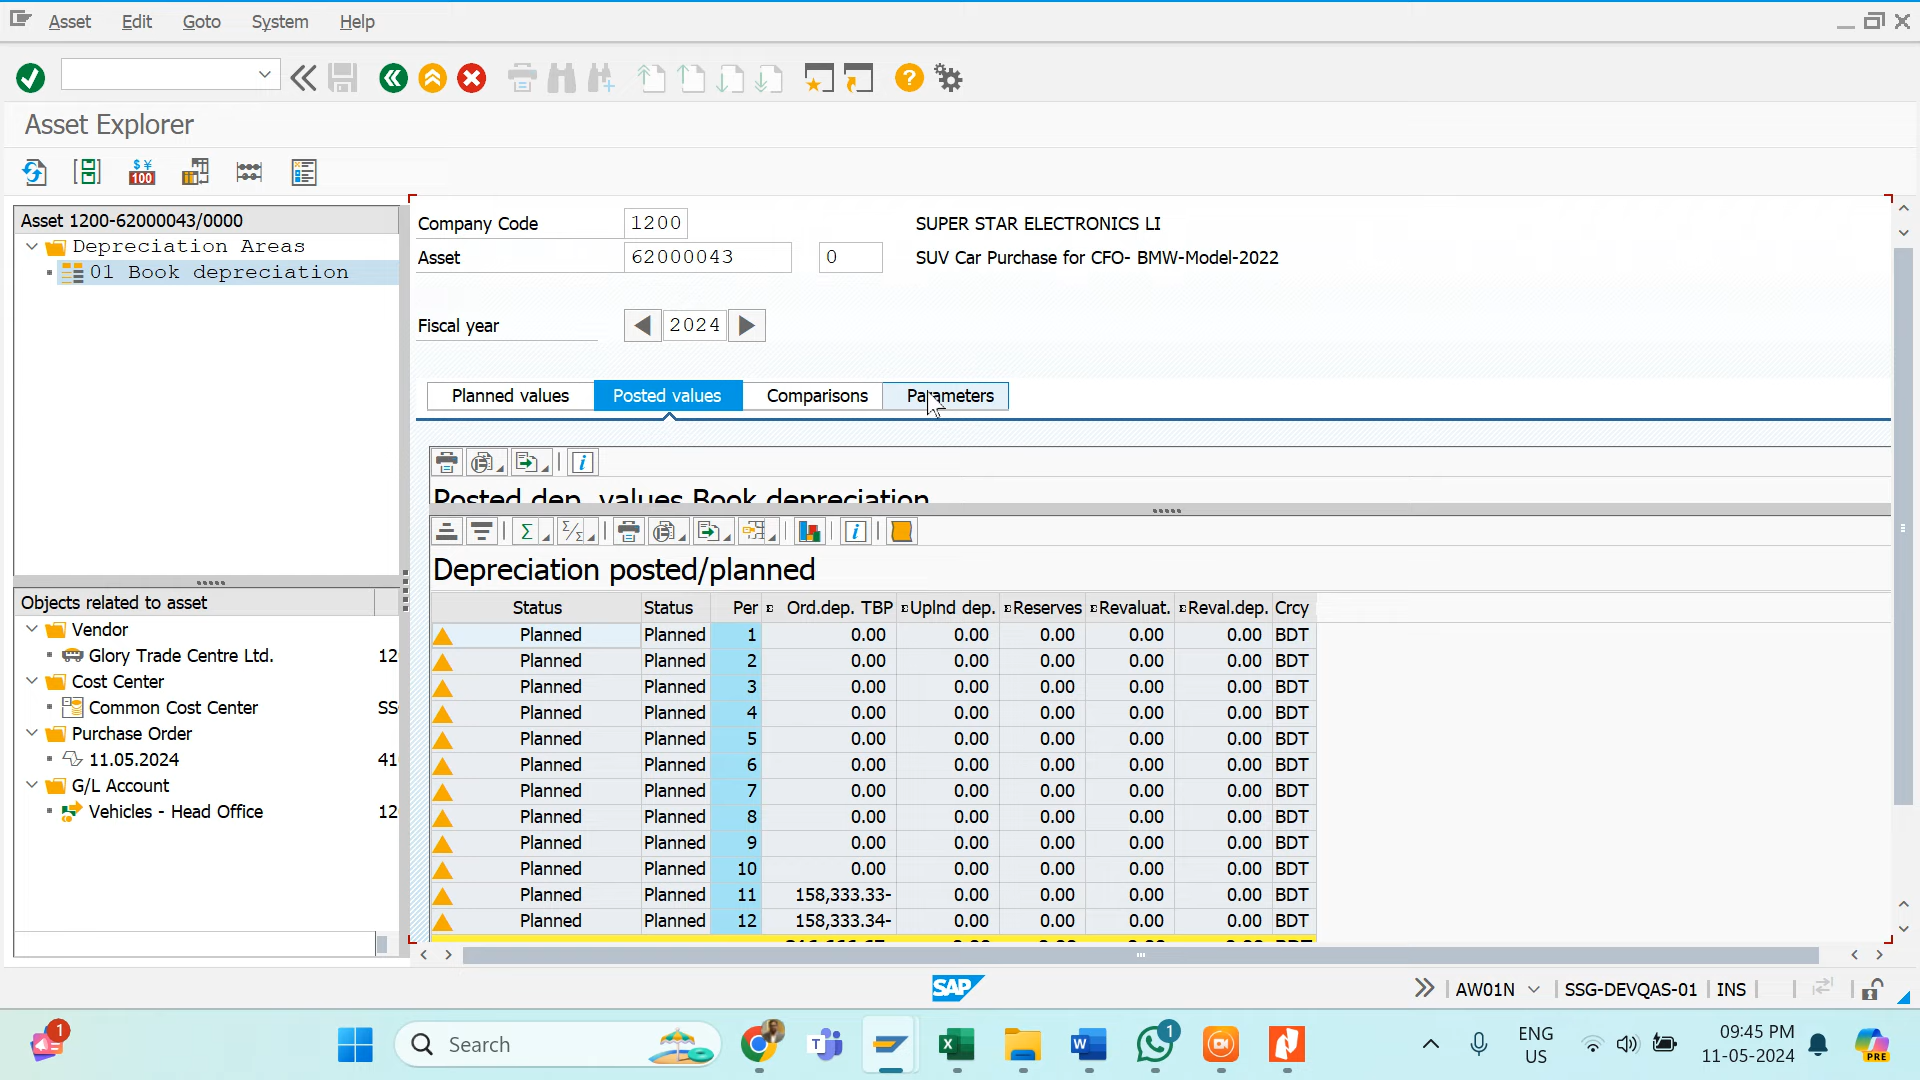 Asset Edit Goto System Help
Asset Explorer
$ ¥
100
Asset 1200-62000043/0000
Depreciation Areas
01 Book depreciation
Company Code 1200 SUPER STAR ELECTRONICS LI
Asset 62000043 0 SUV Car Purchase for CFO- BMW-Model-2022
Fiscal year 2024
Planned values Posted values Comparisons Parameters
Posted dep. values Book depreciation
Depreciation posted/planned
Status Status Per Ord.dep. TBP Uplnd dep. Reserves Revaluat. Reval.dep. Crcy
Planned Planned 1 0.00 0.00 0.00 0.00 0.00 BDT
Planned Planned 2 0.00 0.00 0.00 0.00 0.00 BDT
Planned Planned 3 0.00 0.00 0.00 0.00 0.00 BDT
Planned Planned 4 0.00 0.00 0.00 0.00 0.00 BDT
Planned Planned 5 0.00 0.00 0.00 0.00 0.00 BDT
Planned Planned 6 0.00 0.00 0.00 0.00 0.00 BDT
Planned Planned 7 0.00 0.00 0.00 0.00 0.00 BDT
Planned Planned 8 0.00 0.00 0.00 0.00 0.00 BDT
Planned Planned 9 0.00 0.00 0.00 0.00 0.00 BDT
Planned Planned 10 0.00 0.00 0.00 0.00 0.00 BDT
Planned Planned 11 158,333.33- 0.00 0.00 0.00 0.00 BDT
Planned Planned 12 158,333.34- 0.00 0.00 0.00 0.00 BDT
Objects related to asset
Vendor
Glory Trade Centre Ltd. 12
Cost Center
Common Cost Center SS
Purchase Order
11.05.2024 41
G/L Account
Vehicles - Head Office 12
SAP
AW01N SSG-DEVQAS-01 INS
1
Search
1
ENG
US
09:45 PM
11-05-2024
PRE